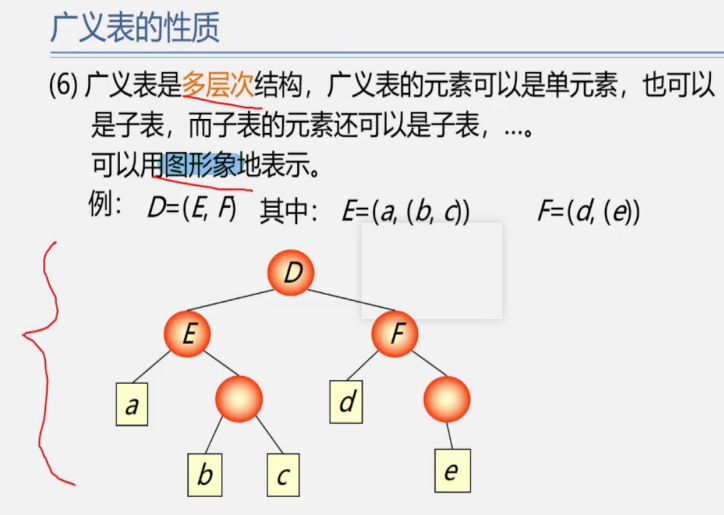 广义表的性质
(6) 广义表是多层次结构，广义表的元素可以是单元素，也可以
是子表，而子表的元素还可以是子表，…。
可以用图形象地表示。
例： D=(E, F) 其中： E=(a, (b, c)) F=(d, (e))
D
E F
a d
b c e